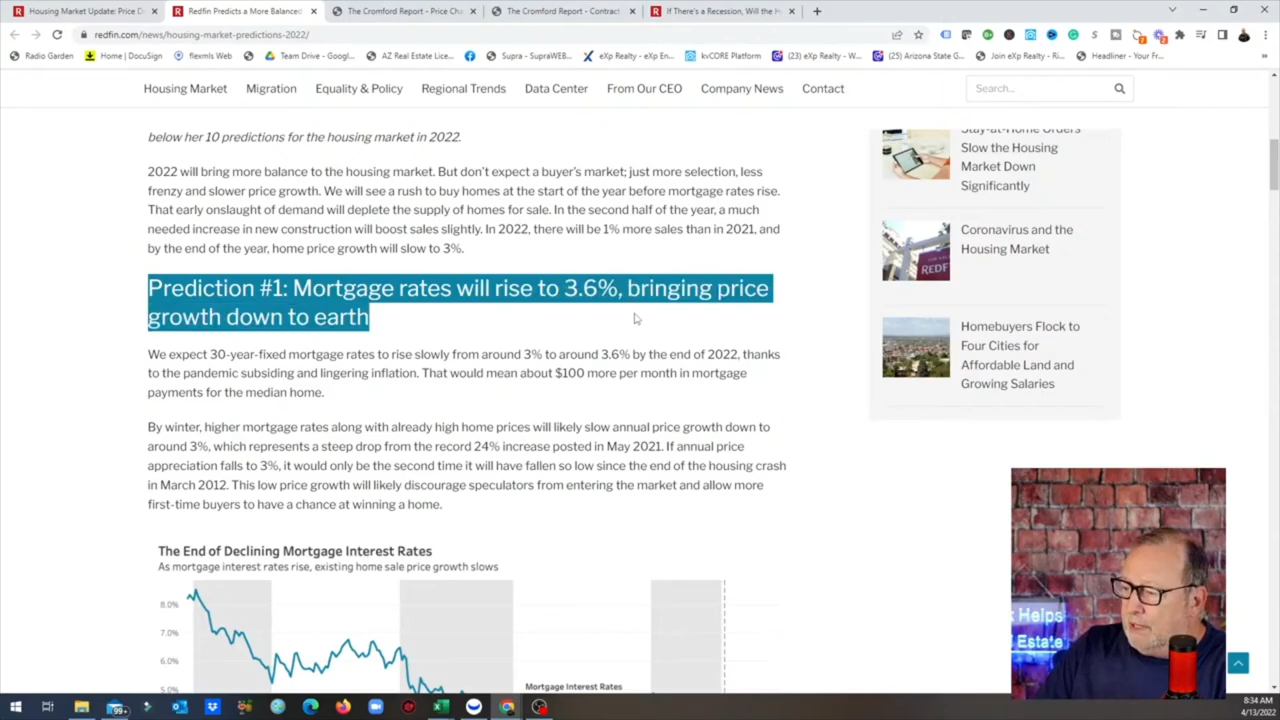 Housing Market Update: Price D
Redfin Predicts a More Balanced
The Cromford Report - Price Cha
The Cromford Report - Contract
If There's a Recession, Will the H
redfin.com/news/housing-market-predictions-2022/
Radio Garden
Home | DocuSign
flexmls Web
Team Drive - Googl...
AZ Real Estate Lice...
Supra - SupraWEB...
eXp Realty - eXp En...
kvCORE Platform
(23) eXp Realty - W...
(25) Arizona State G...
Join eXp Realty - Ri...
Headliner - Your Fr...
Housing Market
Migration
Equality & Policy
Regional Trends
Data Center
From Our CEO
Company News
Contact
Search...
below her 10 predictions for the housing market in 2022.
2022 will bring more balance to the housing market. But don't expect a buyer's market; just more selection, less
frenzy and slower price growth. We will see a rush to buy homes at the start of the year before mortgage rates rise.
That early onslaught of demand will deplete the supply of homes for sale. In the second half of the year, a much
needed increase in new construction will boost sales slightly. In 2022, there will be 1% more sales than in 2021, and
by the end of the year, home price growth will slow to 3%.
Prediction #1: Mortgage rates will rise to 3.6%, bringing price
growth down to earth
We expect 30-year-fixed mortgage rates to rise slowly from around 3% to around 3.6% by the end of 2022, thanks
to the pandemic subsiding and lingering inflation. That would mean about $100 more per month in mortgage
payments for the median home.
By winter, higher mortgage rates along with already high home prices will likely slow annual price growth down to
around 3%, which represents a steep drop from the record 24% increase posted in May 2021. If annual price
appreciation falls to 3%, it would only be the second time it will have fallen so low since the end of the housing crash
in March 2012. This low price growth will likely discourage speculators from entering the market and allow more
first-time buyers to have a chance at winning a home.
The End of Declining Mortgage Interest Rates
As mortgage interest rates rise, existing home sale price growth slows
8.0%
7.0%
6.0%
5.0%
Mortgage Interest Rates
Stay-at-Home Orders
Slow the Housing
Market Down
Significantly
Coronavirus and the
Housing Market
REDF
Homebuyers Flock to
Four Cities for
Affordable Land and
Growing Salaries
k Helps
l Estate
99+
8:34 AM
4/13/2022